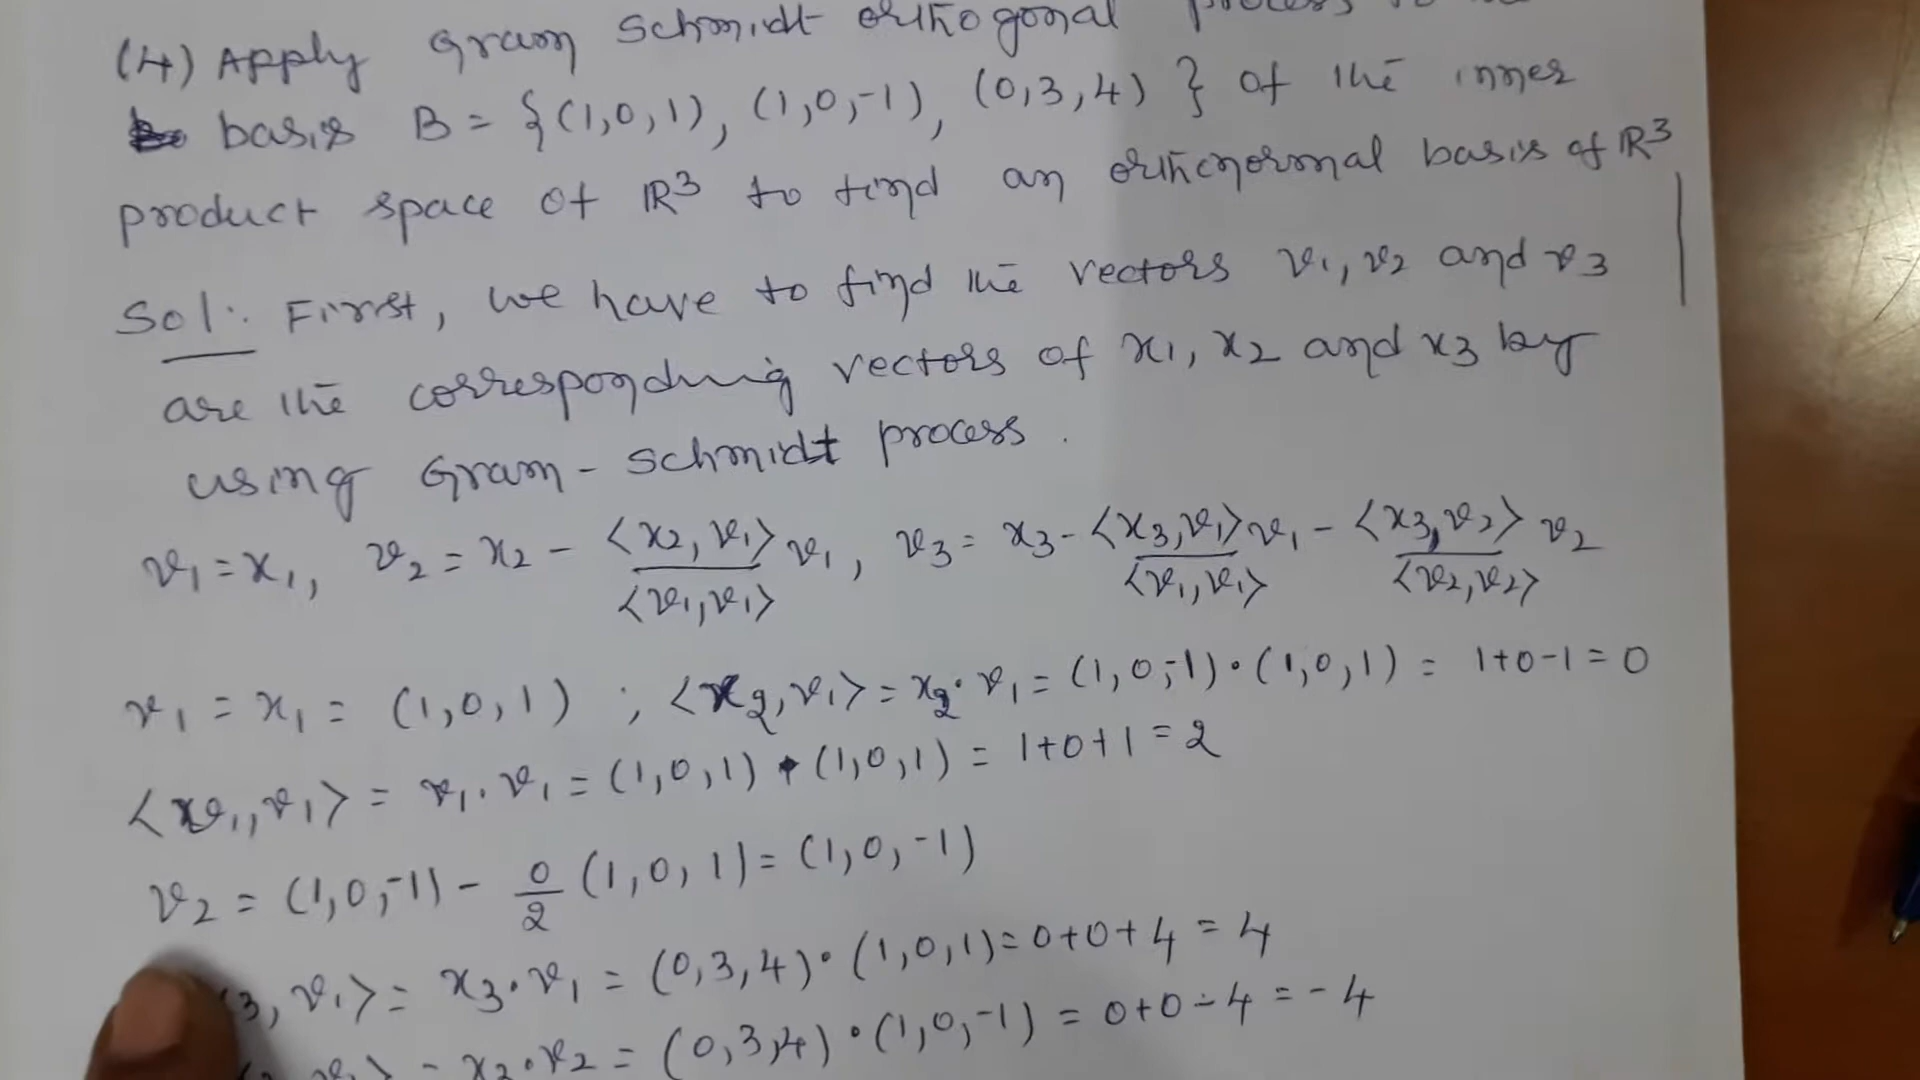 (4) Apply Gram Schmidt orthogonal process to
basis B = {(1,0,1), (1,0,-1), (0,3,4)} of the inner
product space of ℝ³ to find an orthonormal basis of ℝ³
Sol:. First, we have to find the vectors v₁, v₂ and v₃
are the corresponding vectors of x₁, x₂ and x₃ by
using Gram - Schmidt process.
v₁ = x₁, v₂ = x₂ - <x₂, v₁>/<v₁, v₁> v₁, v₃ = x₃ - <x₃, v₁>/<v₁, v₁> v₁ - <x₃, v₂>/<v₂, v₂> v₂
v₁ = x₁ = (1,0,1) ; <x₂, v₁> = x₂·v₁ = (1,0,-1)·(1,0,1) = 1+0-1 = 0
<v₁, v₁> = v₁·v₁ = (1,0,1)·(1,0,1) = 1+0+1 = 2
v₂ = (1,0,-1) - 0/2 (1,0,1) = (1,0,-1)
3, v₁> = x₃·v₁ = (0,3,4)·(1,0,1) = 0+0+4 = 4
= x₃·v₂ = (0,3,4)·(1,0,-1) = 0+0-4 = -4